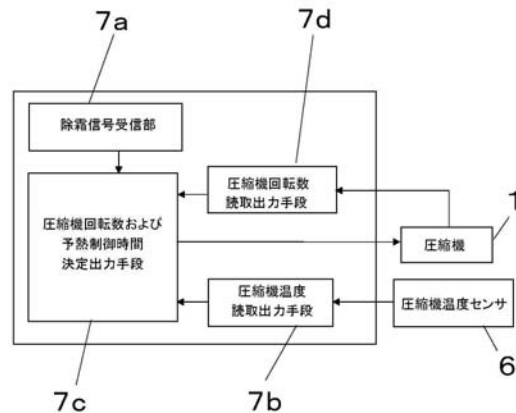 7a
7d
除霜信号受信部
圧縮機回転数
読取出力手段
圧縮機回転数および
予熱制御時間
決定出力手段
1
圧縮機
圧縮機温度
読取出力手段
圧縮機温度センサ
7c
7b
6